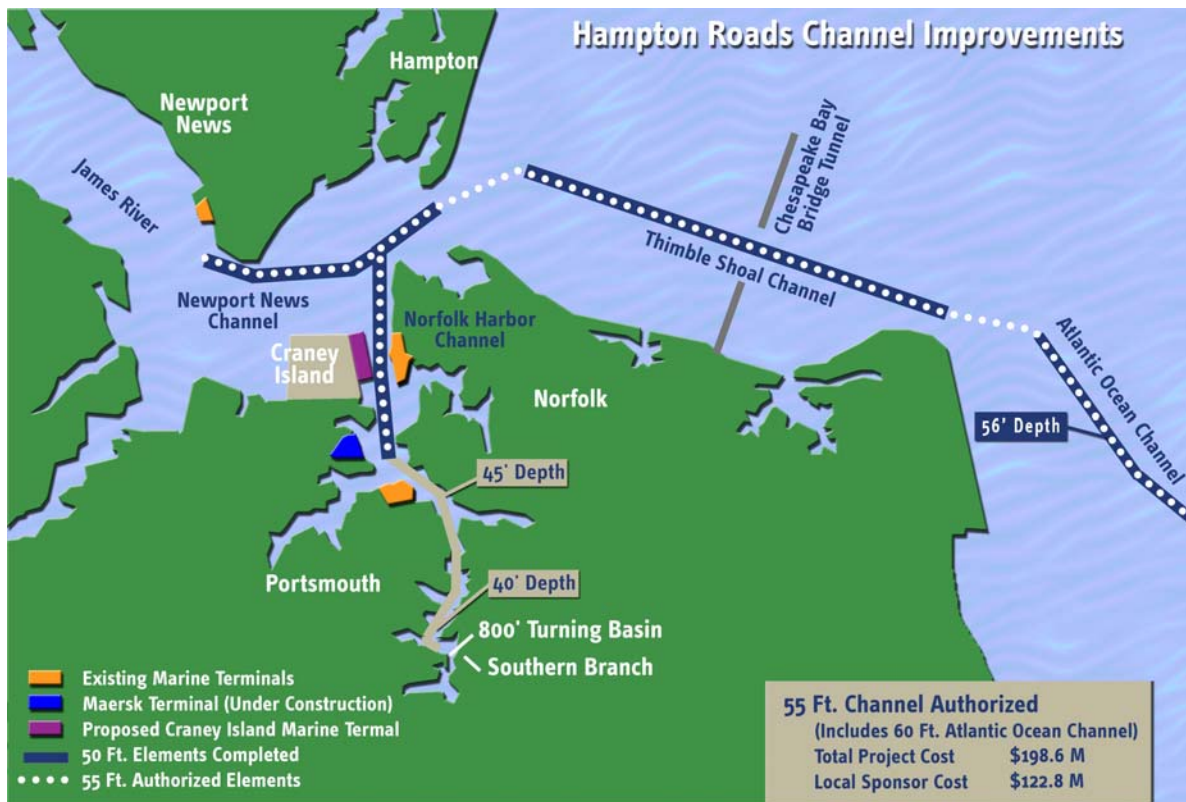 Hampton Roads Channel Improvements
Hampton
Newport
News
James River
Chesapeake Bay
Bridge Tunnel
Thimble Shoal Channel
Newport News
Channel
Norfolk Harbor
Channel
Craney
Island
Norfolk
Atlantic Ocean Channel
56' Depth
45' Depth
Portsmouth
40' Depth
800' Turning Basin
Southern Branch
Existing Marine Terminals
Maersk Terminal (Under Construction)
Proposed Craney Island Marine Termal
50 Ft. Elements Completed
55 Ft. Authorized Elements
55 Ft. Channel Authorized
(Includes 60 Ft. Atlantic Ocean Channel)
Total Project Cost $198.6 M
Local Sponsor Cost $122.8 M